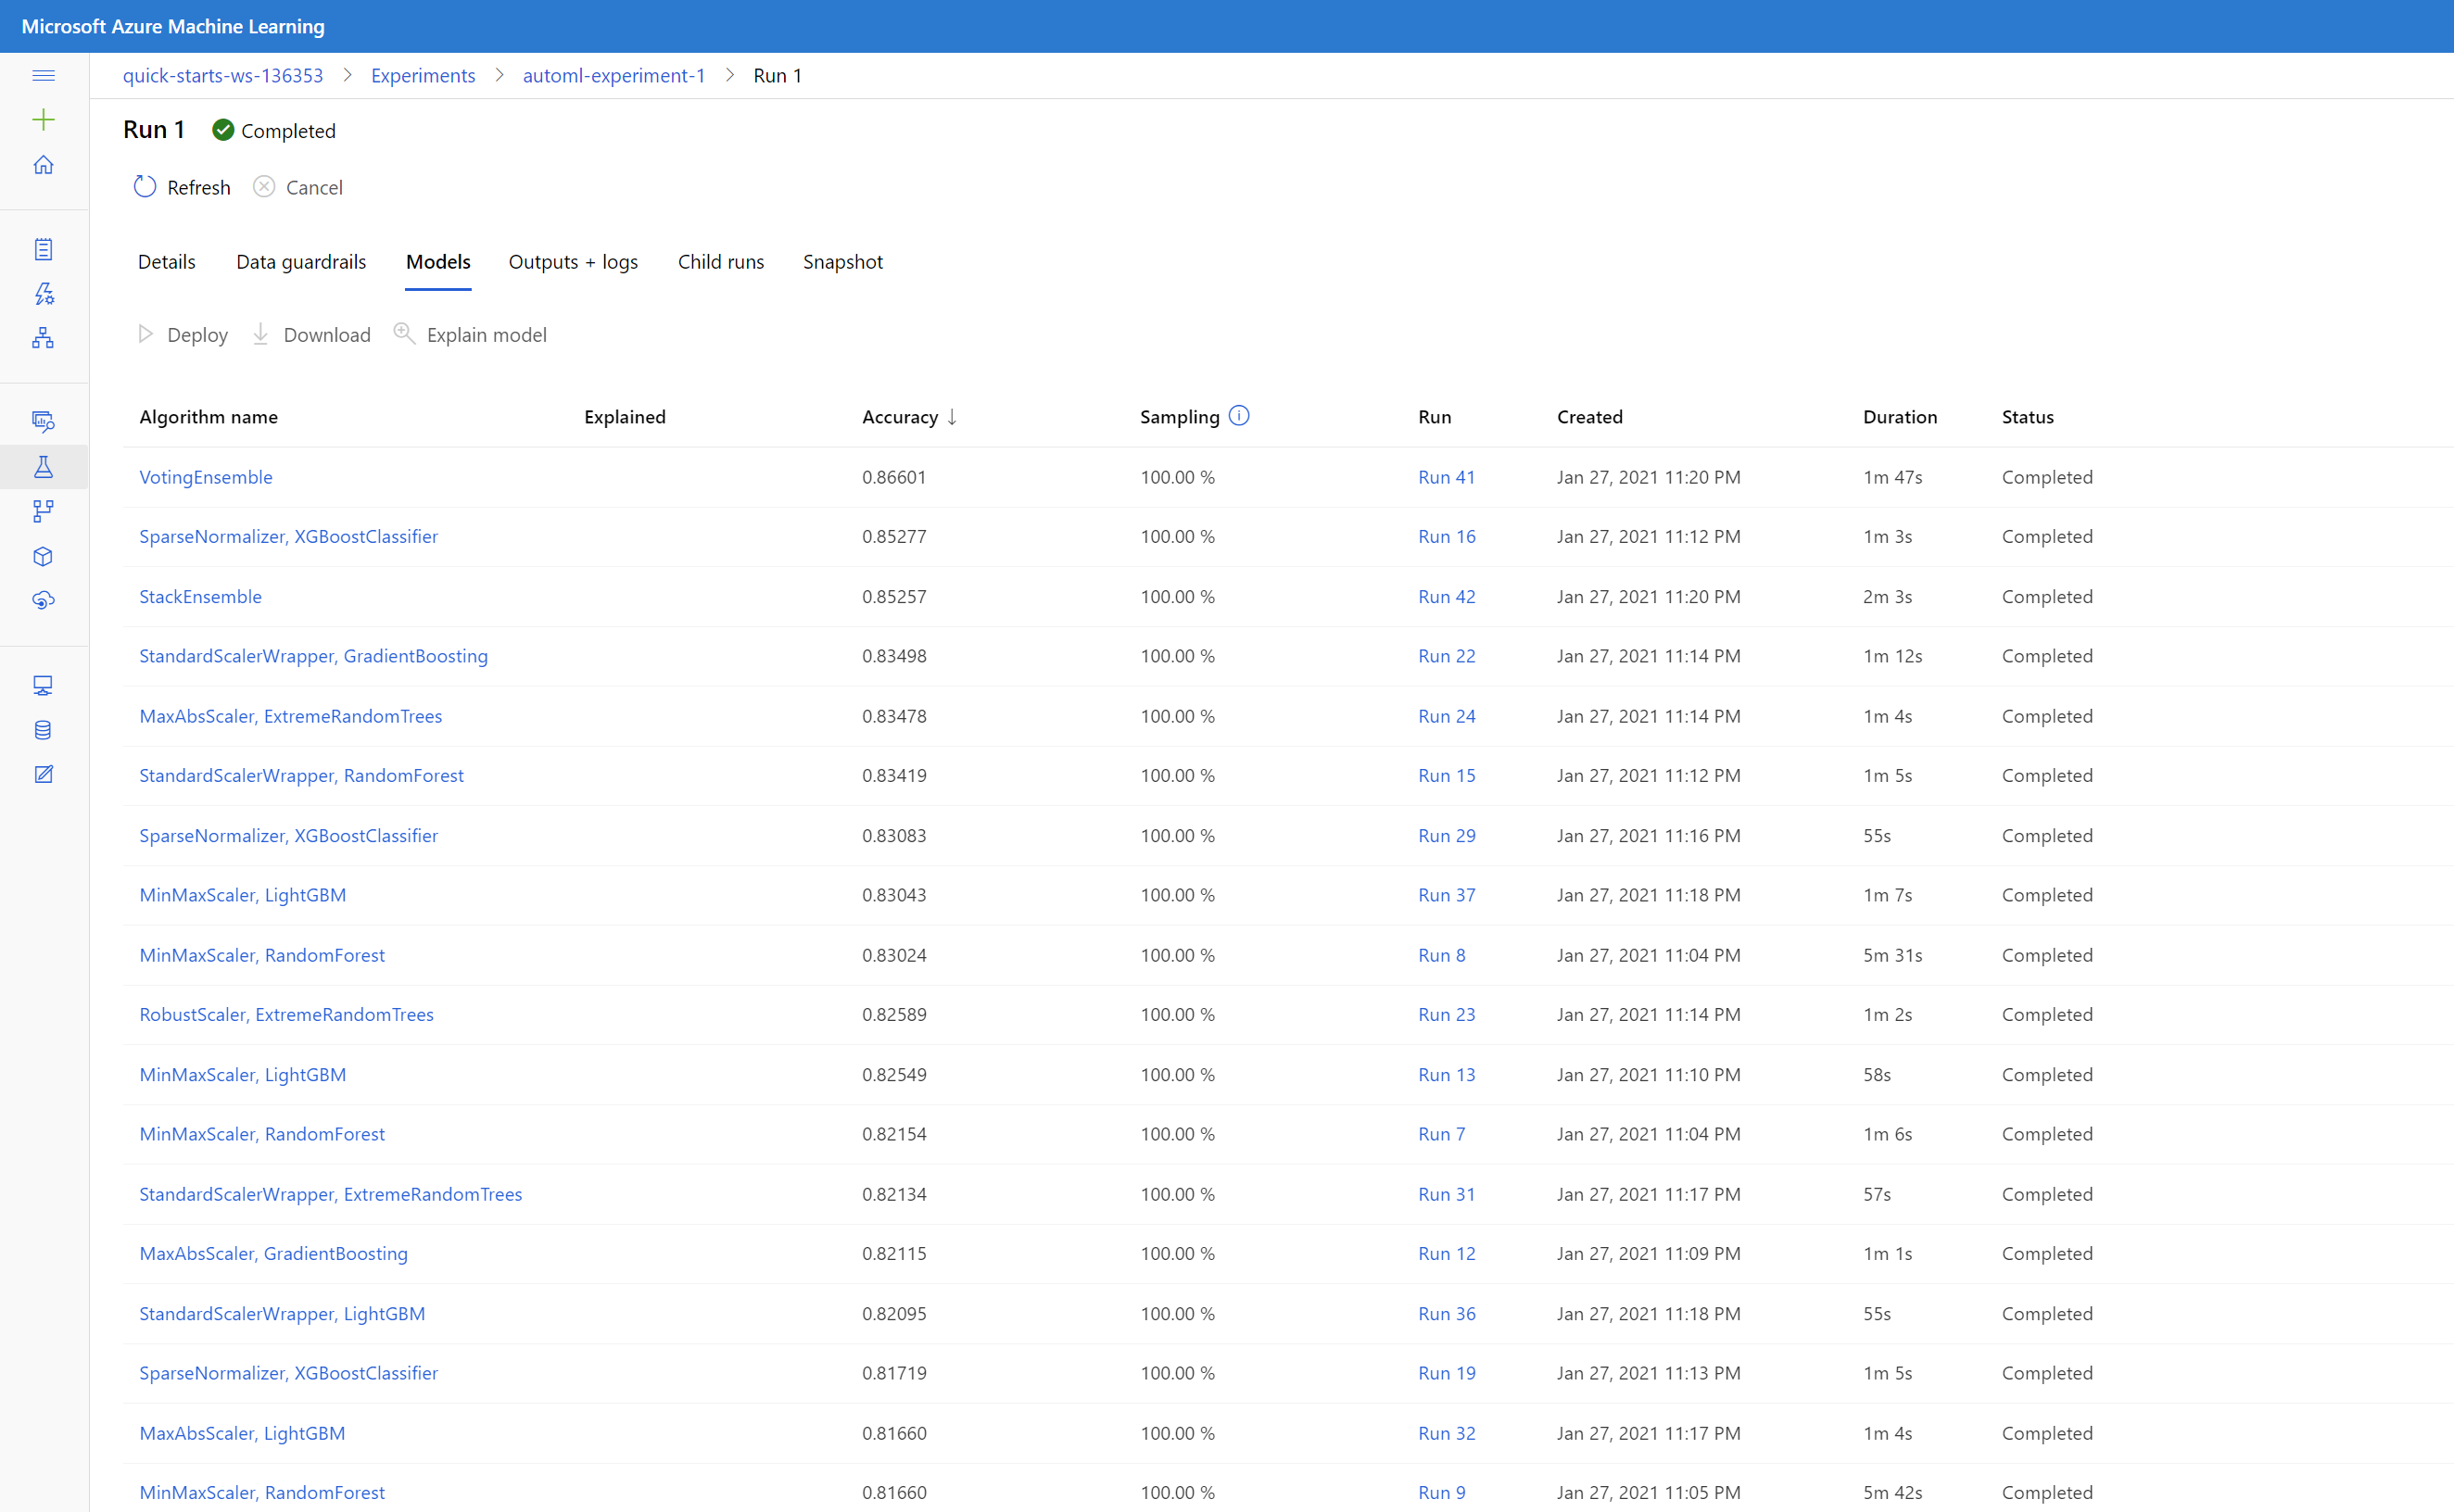 Microsoft Azure Machine Learning
quick-starts-ws-136353 > Experiments > automl-experiment-1 > Run 1
Run 1 Completed
Refresh Cancel
Details Data guardrails Models Outputs + logs Child runs Snapshot
Deploy Download Explain model
Algorithm name Explained Accuracy ↓ Sampling Run Created Duration Status
VotingEnsemble 0.86601 100.00 % Run 41 Jan 27, 2021 11:20 PM 1m 47s Completed
SparseNormalizer, XGBoostClassifier 0.85277 100.00 % Run 16 Jan 27, 2021 11:12 PM 1m 3s Completed
StackEnsemble 0.85257 100.00 % Run 42 Jan 27, 2021 11:20 PM 2m 3s Completed
StandardScalerWrapper, GradientBoosting 0.83498 100.00 % Run 22 Jan 27, 2021 11:14 PM 1m 12s Completed
MaxAbsScaler, ExtremeRandomTrees 0.83478 100.00 % Run 24 Jan 27, 2021 11:14 PM 1m 4s Completed
StandardScalerWrapper, RandomForest 0.83419 100.00 % Run 15 Jan 27, 2021 11:12 PM 1m 5s Completed
SparseNormalizer, XGBoostClassifier 0.83083 100.00 % Run 29 Jan 27, 2021 11:16 PM 55s Completed
MinMaxScaler, LightGBM 0.83043 100.00 % Run 37 Jan 27, 2021 11:18 PM 1m 7s Completed
MinMaxScaler, RandomForest 0.83024 100.00 % Run 8 Jan 27, 2021 11:04 PM 5m 31s Completed
RobustScaler, ExtremeRandomTrees 0.82589 100.00 % Run 23 Jan 27, 2021 11:14 PM 1m 2s Completed
MinMaxScaler, LightGBM 0.82549 100.00 % Run 13 Jan 27, 2021 11:10 PM 58s Completed
MinMaxScaler, RandomForest 0.82154 100.00 % Run 7 Jan 27, 2021 11:04 PM 1m 6s Completed
StandardScalerWrapper, ExtremeRandomTrees 0.82134 100.00 % Run 31 Jan 27, 2021 11:17 PM 57s Completed
MaxAbsScaler, GradientBoosting 0.82115 100.00 % Run 12 Jan 27, 2021 11:09 PM 1m 1s Completed
StandardScalerWrapper, LightGBM 0.82095 100.00 % Run 36 Jan 27, 2021 11:18 PM 55s Completed
SparseNormalizer, XGBoostClassifier 0.81719 100.00 % Run 19 Jan 27, 2021 11:13 PM 1m 5s Completed
MaxAbsScaler, LightGBM 0.81660 100.00 % Run 32 Jan 27, 2021 11:17 PM 1m 4s Completed
MinMaxScaler, RandomForest 0.81660 100.00 % Run 9 Jan 27, 2021 11:05 PM 5m 42s Completed